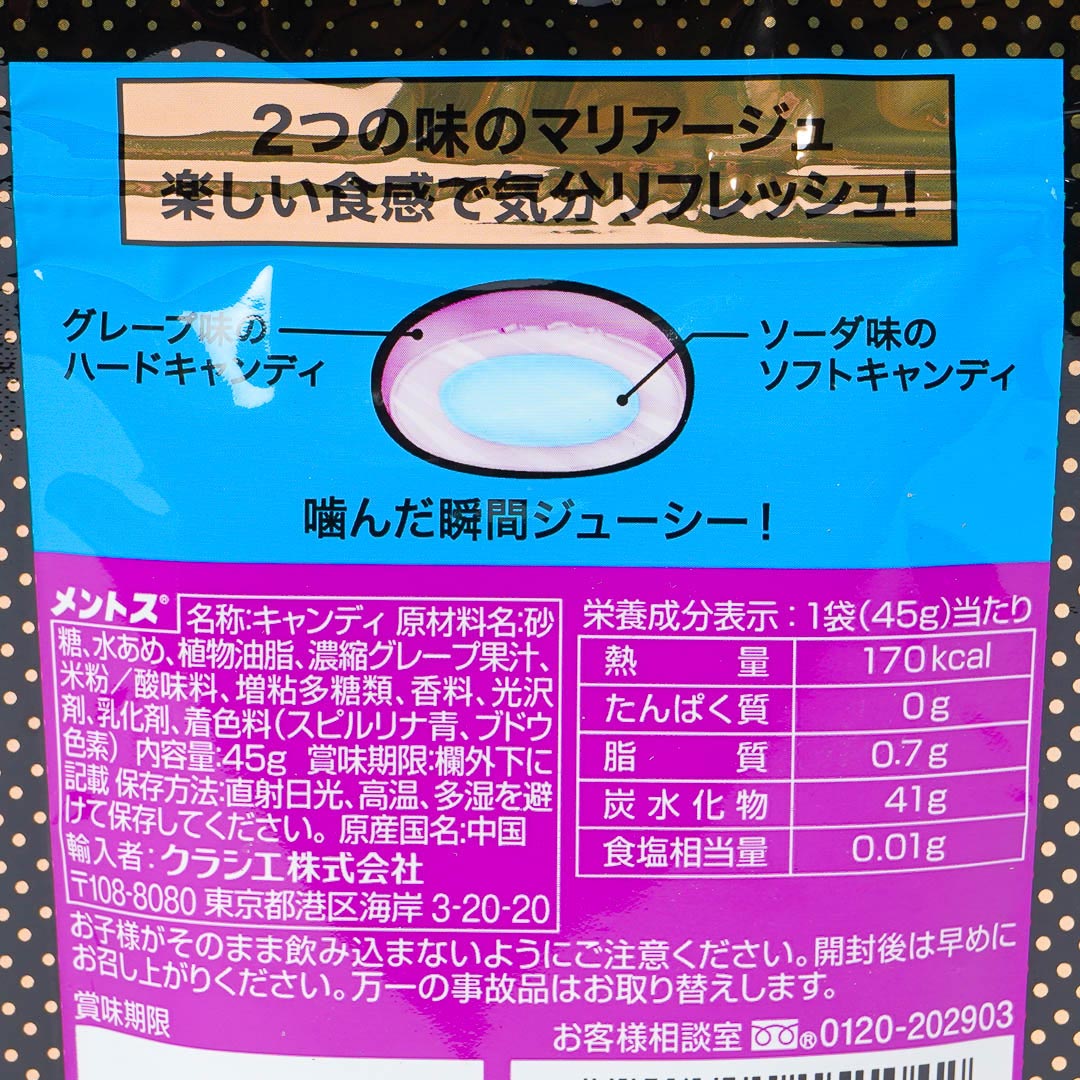 2つの味のマリアージュ
楽しい食感で気分リフレッシュ!
グレープ味の
ハードキャンディ
ソーダ味の
ソフトキャンディ
噛んだ瞬間ジューシー!
メントス®
名称:キャンディ 原材料名:砂
糖、水あめ、植物油脂、濃縮グレープ果汁、
米粉/酸味料、増粘多糖類、香料、光沢
剤、乳化剤、着色料(スピルリナ青、ブドウ
色素) 内容量:45g 賞味期限:欄外下に
記載 保存方法:直射日光、高温、多湿を避
けて保存してください。原産国名:中国
輸入者:クラシエ株式会社
〒108-8080 東京都港区海岸 3-20-20
栄養成分表示:1袋(45g)当たり
熱量 170kcal
たんぱく質 0g
脂質 0.7g
炭水化物 41g
食塩相当量 0.01g
お子様がそのまま飲み込まないようにご注意ください。開封後は早めに
お召し上がりください。万一の事故品はお取り替えします。
賞味期限
お客様相談室 ®0120-202903